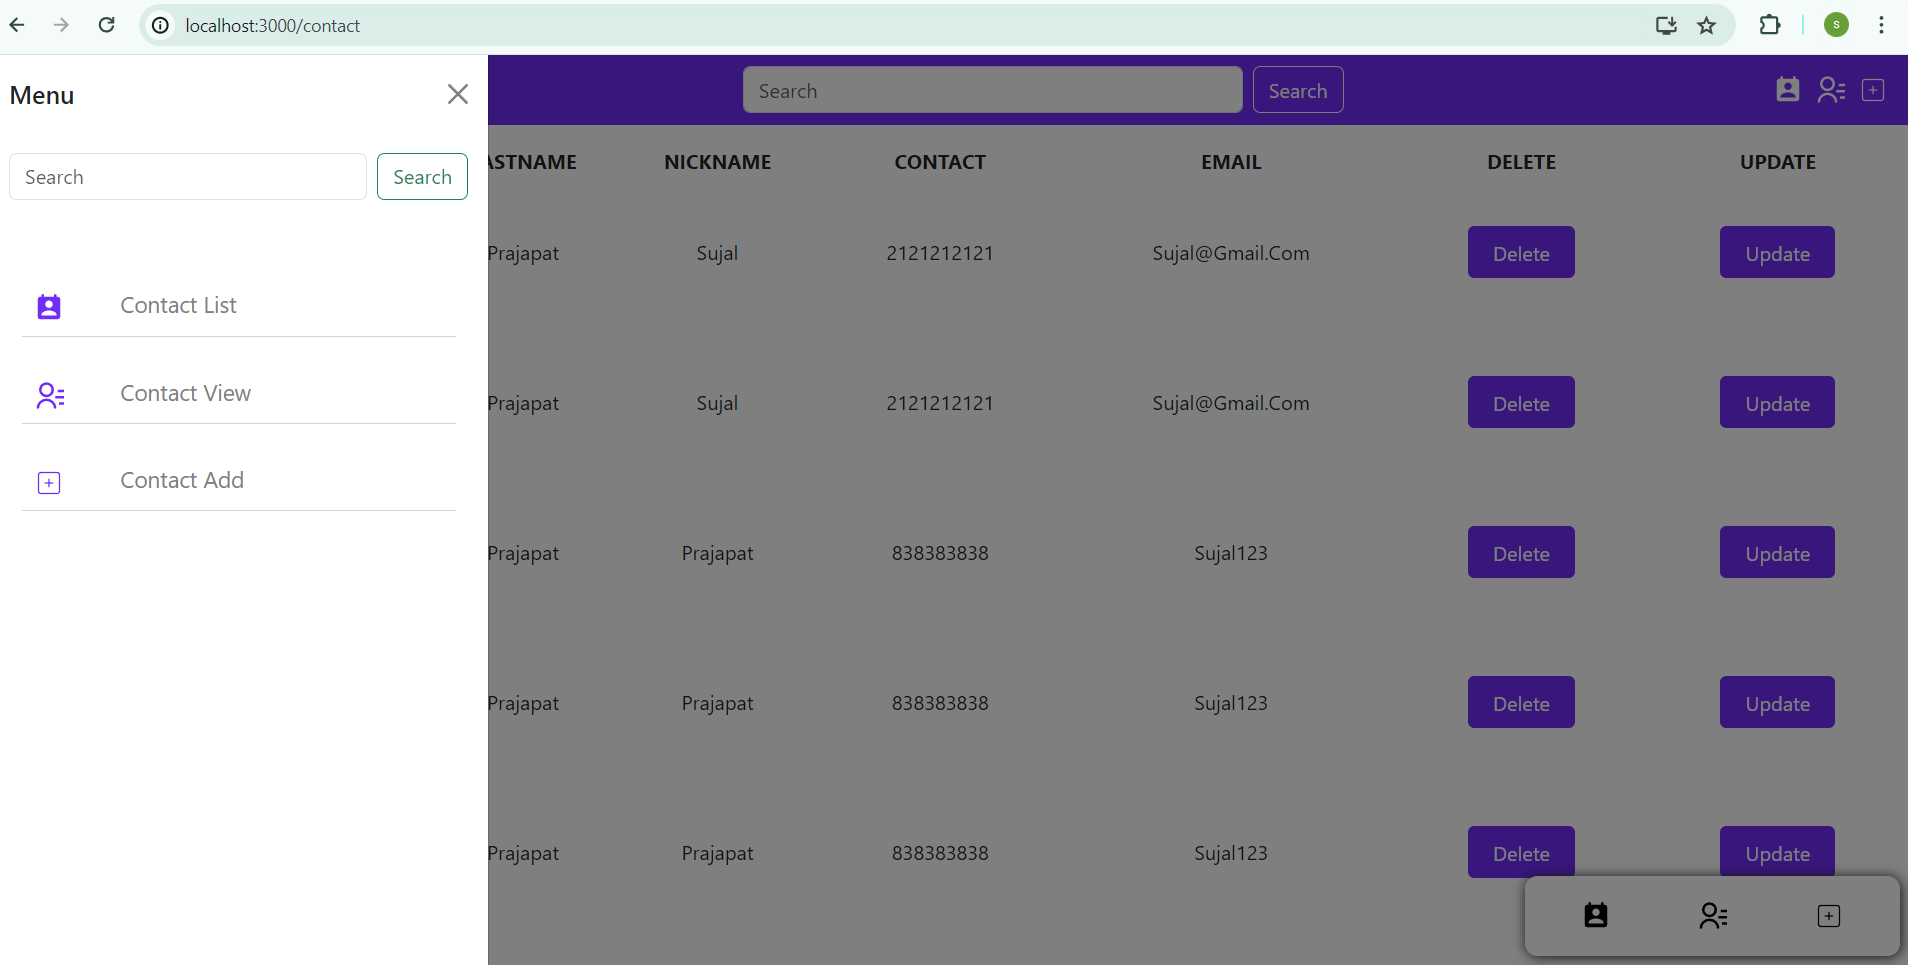 localhost:3000/contact
S
Menu
Search Search
Search Search
ASTNAME NICKNAME CONTACT EMAIL DELETE UPDATE
Prajapat Sujal 2121212121 Sujal@Gmail.Com Delete Update
Contact List
Contact View
Prajapat Sujal 2121212121 Sujal@Gmail.Com Delete Update
Contact Add
Prajapat Prajapat 838383838 Sujal123 Delete Update
Prajapat Prajapat 838383838 Sujal123 Delete Update
Prajapat Prajapat 838383838 Sujal123 Delete Update